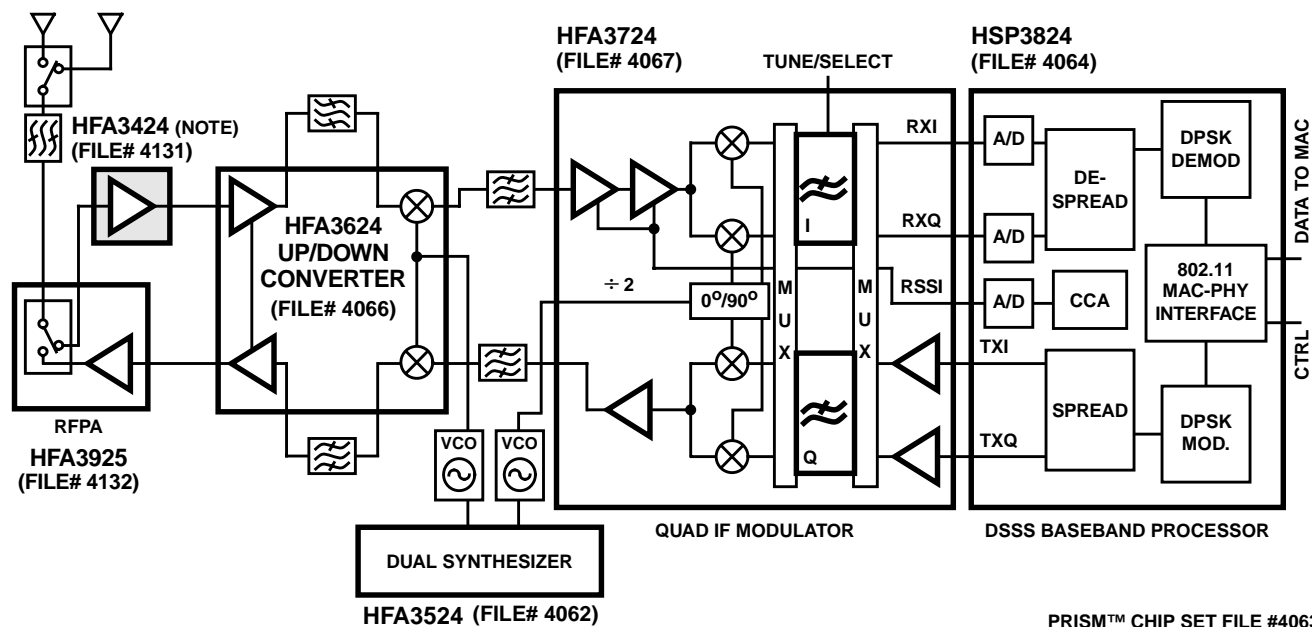 HFA3424 (NOTE)
(FILE# 4131)
HFA3624
UP/DOWN
CONVERTER
(FILE# 4066)
RFPA
HFA3925
(FILE# 4132)
VCO
VCO
DUAL SYNTHESIZER
HFA3524 (FILE# 4062)
HFA3724
(FILE# 4067)
TUNE/SELECT
I
÷ 2
0°/90°
M
U
X
M
U
X
Q
QUAD IF MODULATOR
RXI
RXQ
RSSI
TXI
TXQ
HSP3824
(FILE# 4064)
A/D
A/D
A/D
DE-
SPREAD
CCA
SPREAD
DPSK
DEMOD
802.11
MAC-PHY
INTERFACE
DPSK
MOD.
DATA TO MAC
CTRL
DSSS BASEBAND PROCESSOR
PRISM™ CHIP SET FILE #4063